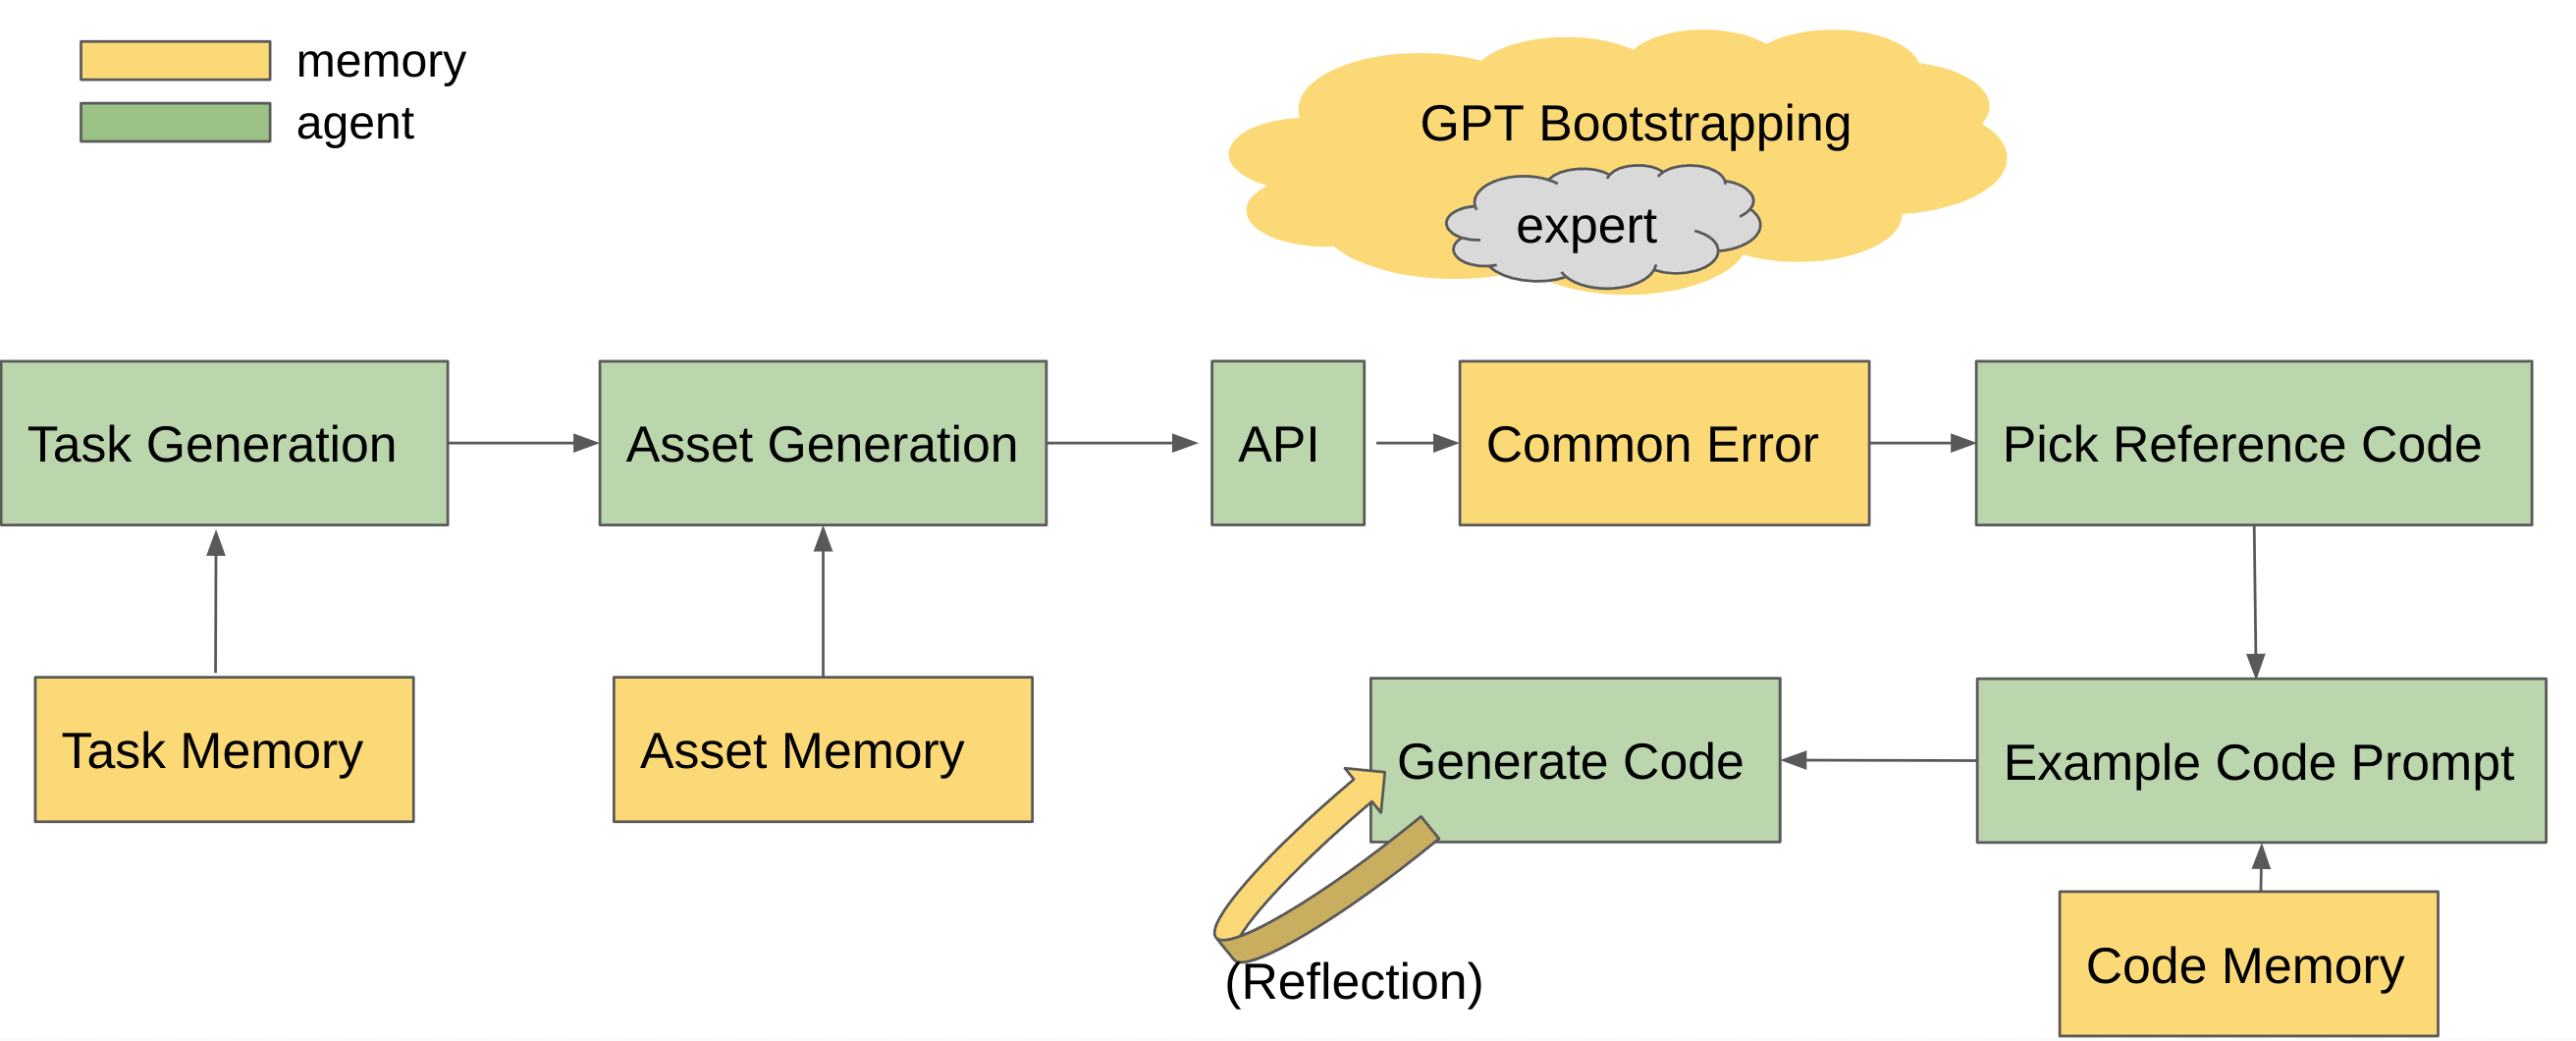 memory
agent
GPT Bootstrapping
expert
Task Generation
Asset Generation
API
Common Error
Pick Reference Code
Task Memory
Asset Memory
Generate Code
Example Code Prompt
Code Memory
(Reflection)